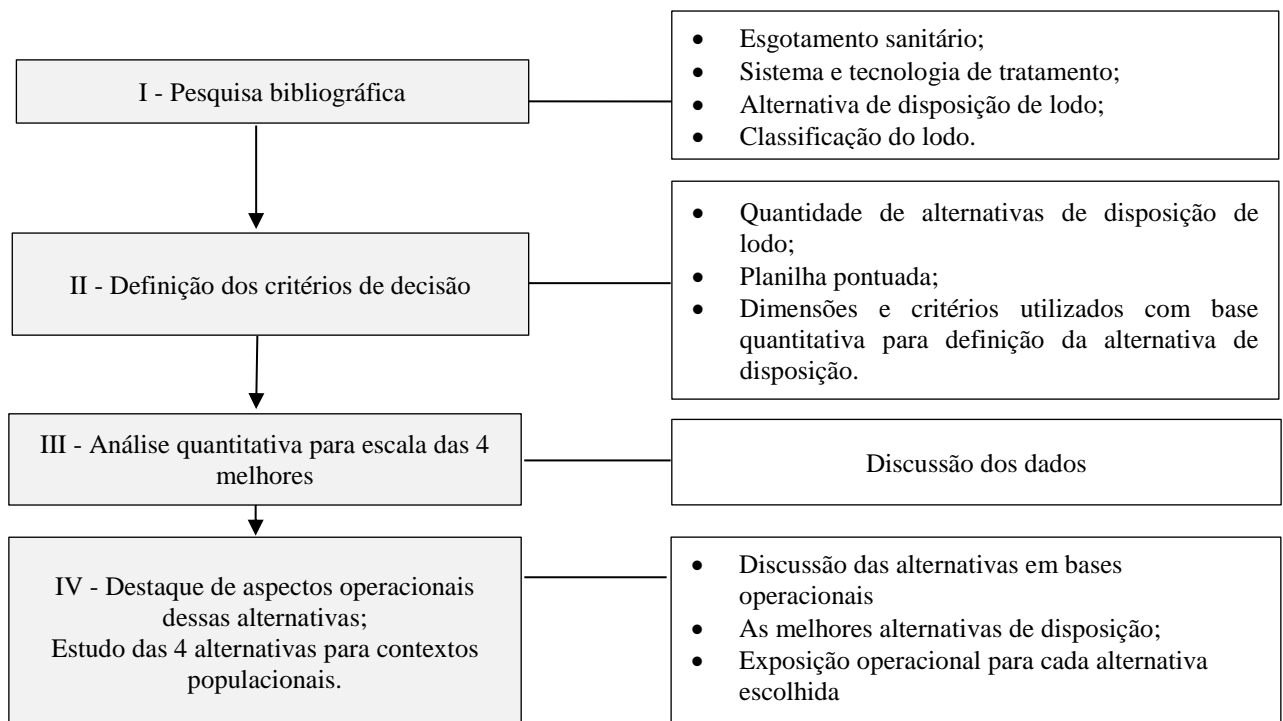 I - Pesquisa bibliográfica
• Esgotamento sanitário;
• Sistema e tecnologia de tratamento;
• Alternativa de disposição de lodo;
• Classificação do lodo.
II - Definição dos critérios de decisão
• Quantidade de alternativas de disposição de
lodo;
• Planilha pontuada;
• Dimensões e critérios utilizados com base
quantitativa para definição da alternativa de
disposição.
III - Análise quantitativa para escala das 4
melhores
Discussão dos dados
IV - Destaque de aspectos operacionais
dessas alternativas;
Estudo das 4 alternativas para contextos
populacionais.
• Discussão das alternativas em bases
operacionais
• As melhores alternativas de disposição;
• Exposição operacional para cada alternativa
escolhida